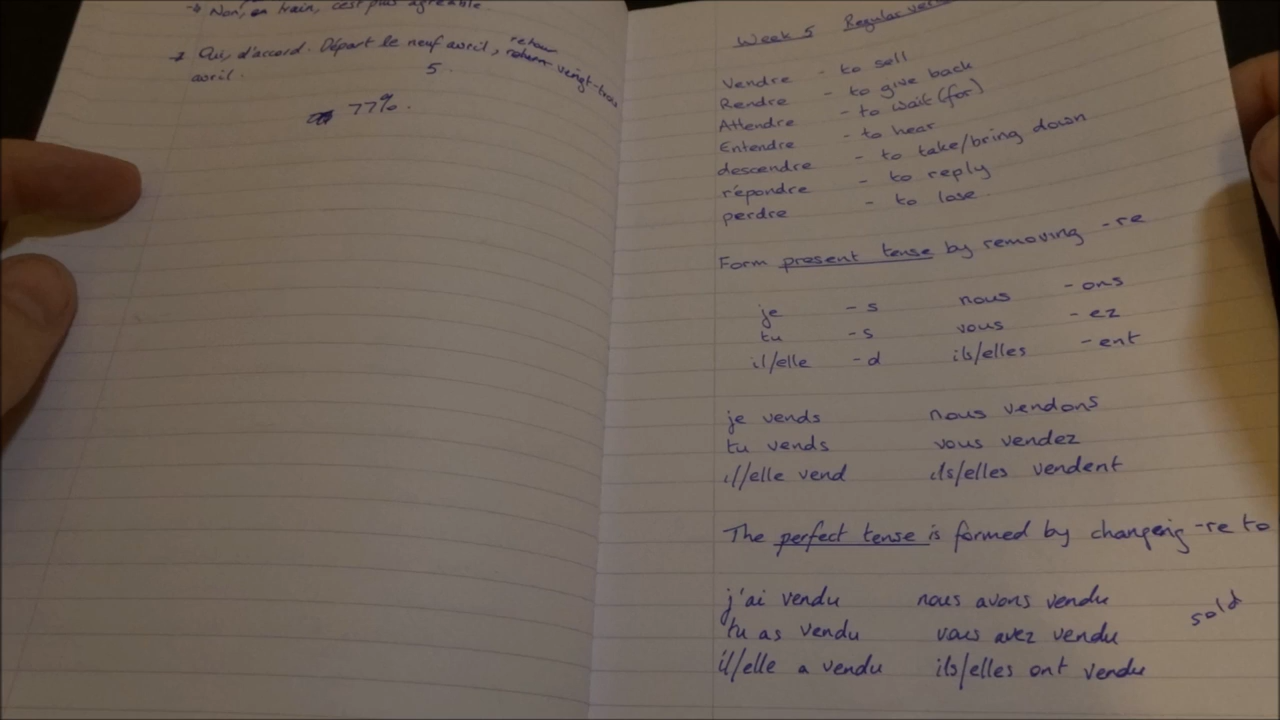 → Non, en train, c'est plus agréable.
→ Oui, d'accord. Départ le neuf avril, retour
avril.
5.
77%.
Week 5 Regular
Vendre - to sell
Rendre - to give back
Attendre - to wait (for)
Entendre - to hear
descendre - to take/bring down
répondre - to reply
perdre - to lose
Form present tense by removing -re
je -s nous -ons
tu -s vous -ez
il/elle -d ils/elles -ent
je vends nous vendons
tu vends vous vendez
il/elle vend ils/elles vendent
The perfect tense is formed by changing -re to
j'ai vendu nous avons vendu sold
tu as vendu vous avez vendu
il/elle a vendu ils/elles ont vendu